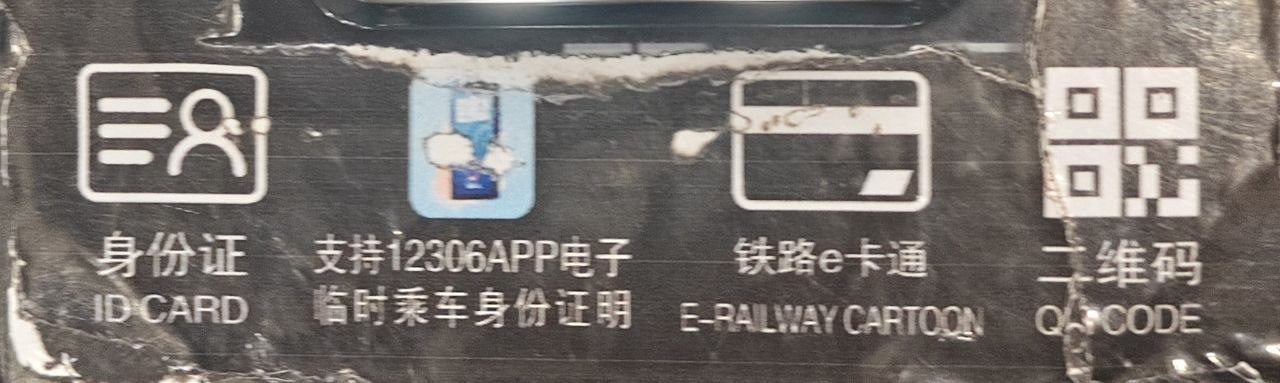 身份证
ID CARD
支持12306APP电子
临时乘车身份证明
铁路e卡通
E-RAILWAY CARTOON
二维码
CODE